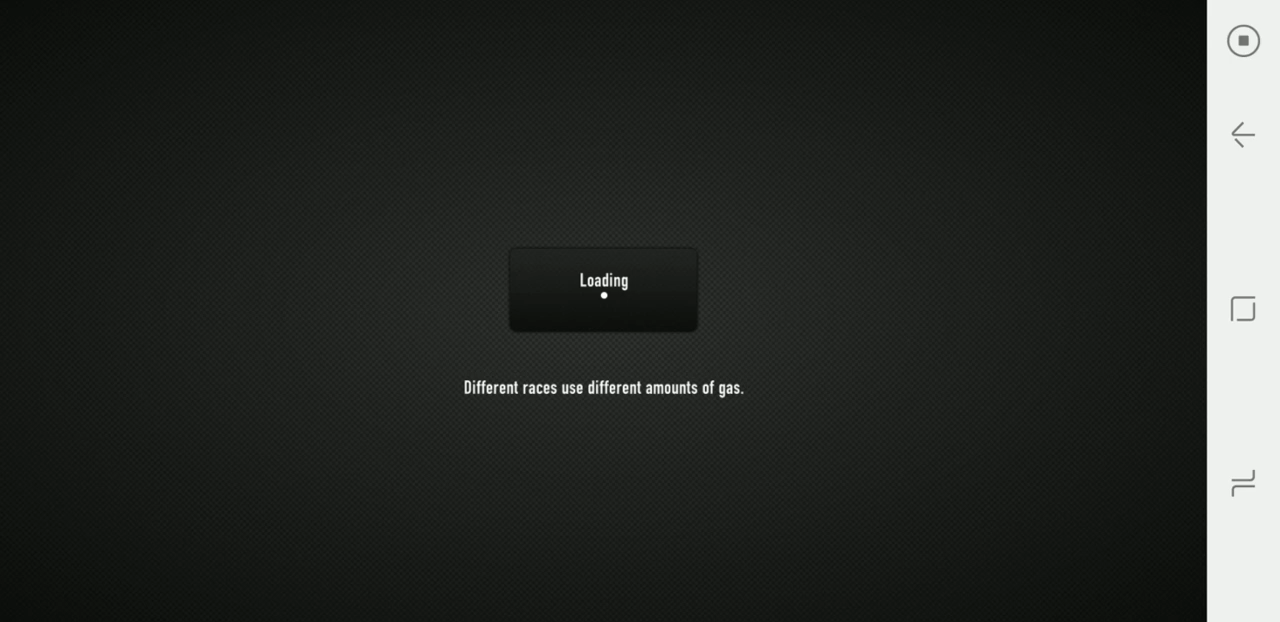 Loading
Different races use different amounts of gas.